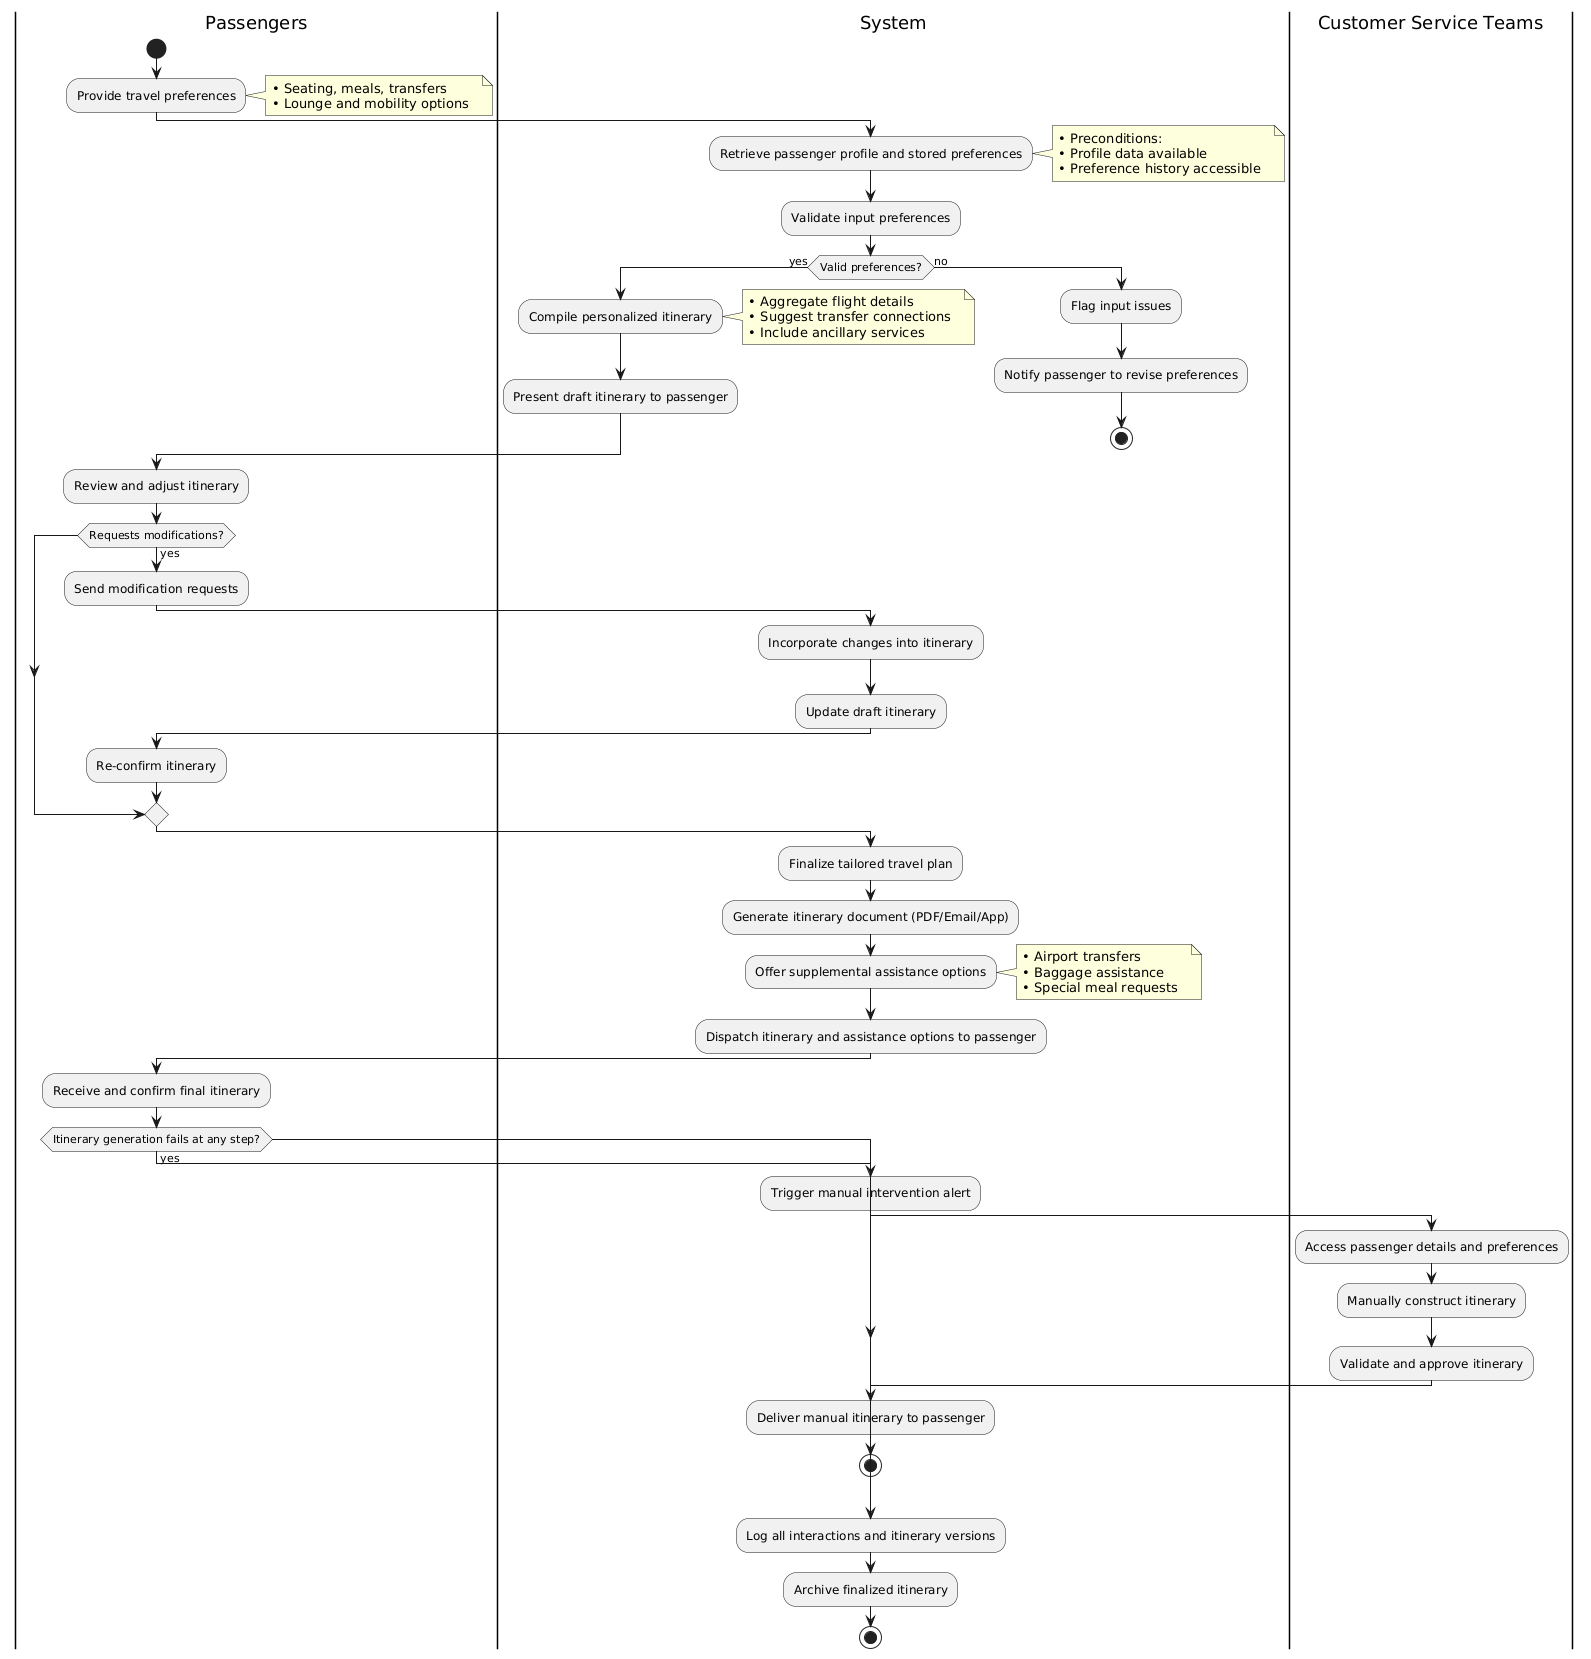 Passengers
System
Customer Service Teams
Provide travel preferences
• Seating, meals, transfers
• Lounge and mobility options
Retrieve passenger profile and stored preferences
• Preconditions:
• Profile data available
• Preference history accessible
Validate input preferences
yes
Valid preferences?
no
Compile personalized itinerary
• Aggregate flight details
• Suggest transfer connections
• Include ancillary services
Flag input issues
Present draft itinerary to passenger
Notify passenger to revise preferences
Review and adjust itinerary
Requests modifications?
yes
Send modification requests
Incorporate changes into itinerary
Update draft itinerary
Re-confirm itinerary
Finalize tailored travel plan
Generate itinerary document (PDF/Email/App)
Offer supplemental assistance options
• Airport transfers
• Baggage assistance
• Special meal requests
Dispatch itinerary and assistance options to passenger
Receive and confirm final itinerary
Itinerary generation fails at any step?
yes
Trigger manual intervention alert
Access passenger details and preferences
Manually construct itinerary
Validate and approve itinerary
Deliver manual itinerary to passenger
Log all interactions and itinerary versions
Archive finalized itinerary